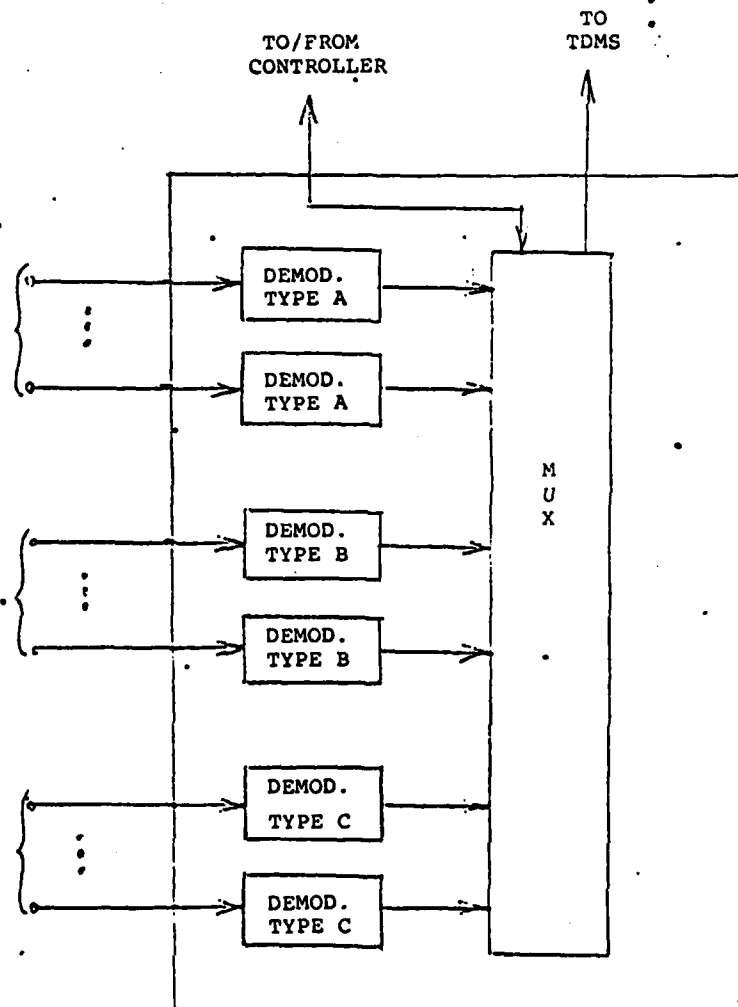 TO
TDMS
TO/FROM
CONTROLLER
DEMOD.
TYPE A
DEMOD.
TYPE A
M
U
X
DEMOD.
TYPE B
DEMOD.
TYPE B
DEMOD.
TYPE C
DEMOD.
TYPE C